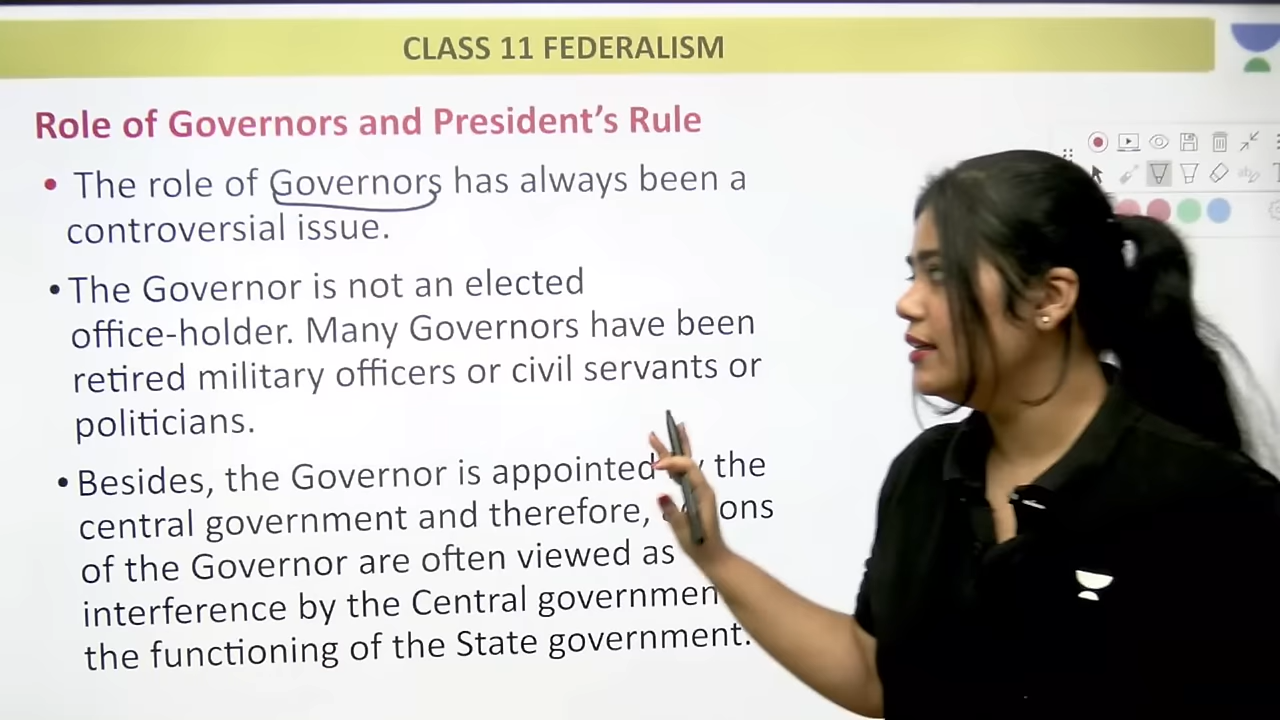 CLASS 11 FEDERALISM
Role of Governors and President's Rule
• The role of Governors has always been a
controversial issue.
• The Governor is not an elected
office-holder. Many Governors have been
retired military officers or civil servants or
politicians.
• Besides, the Governor is appointed the
central government and therefore,
of the Governor are often viewed as
interference by the Central
the functioning of the State government.